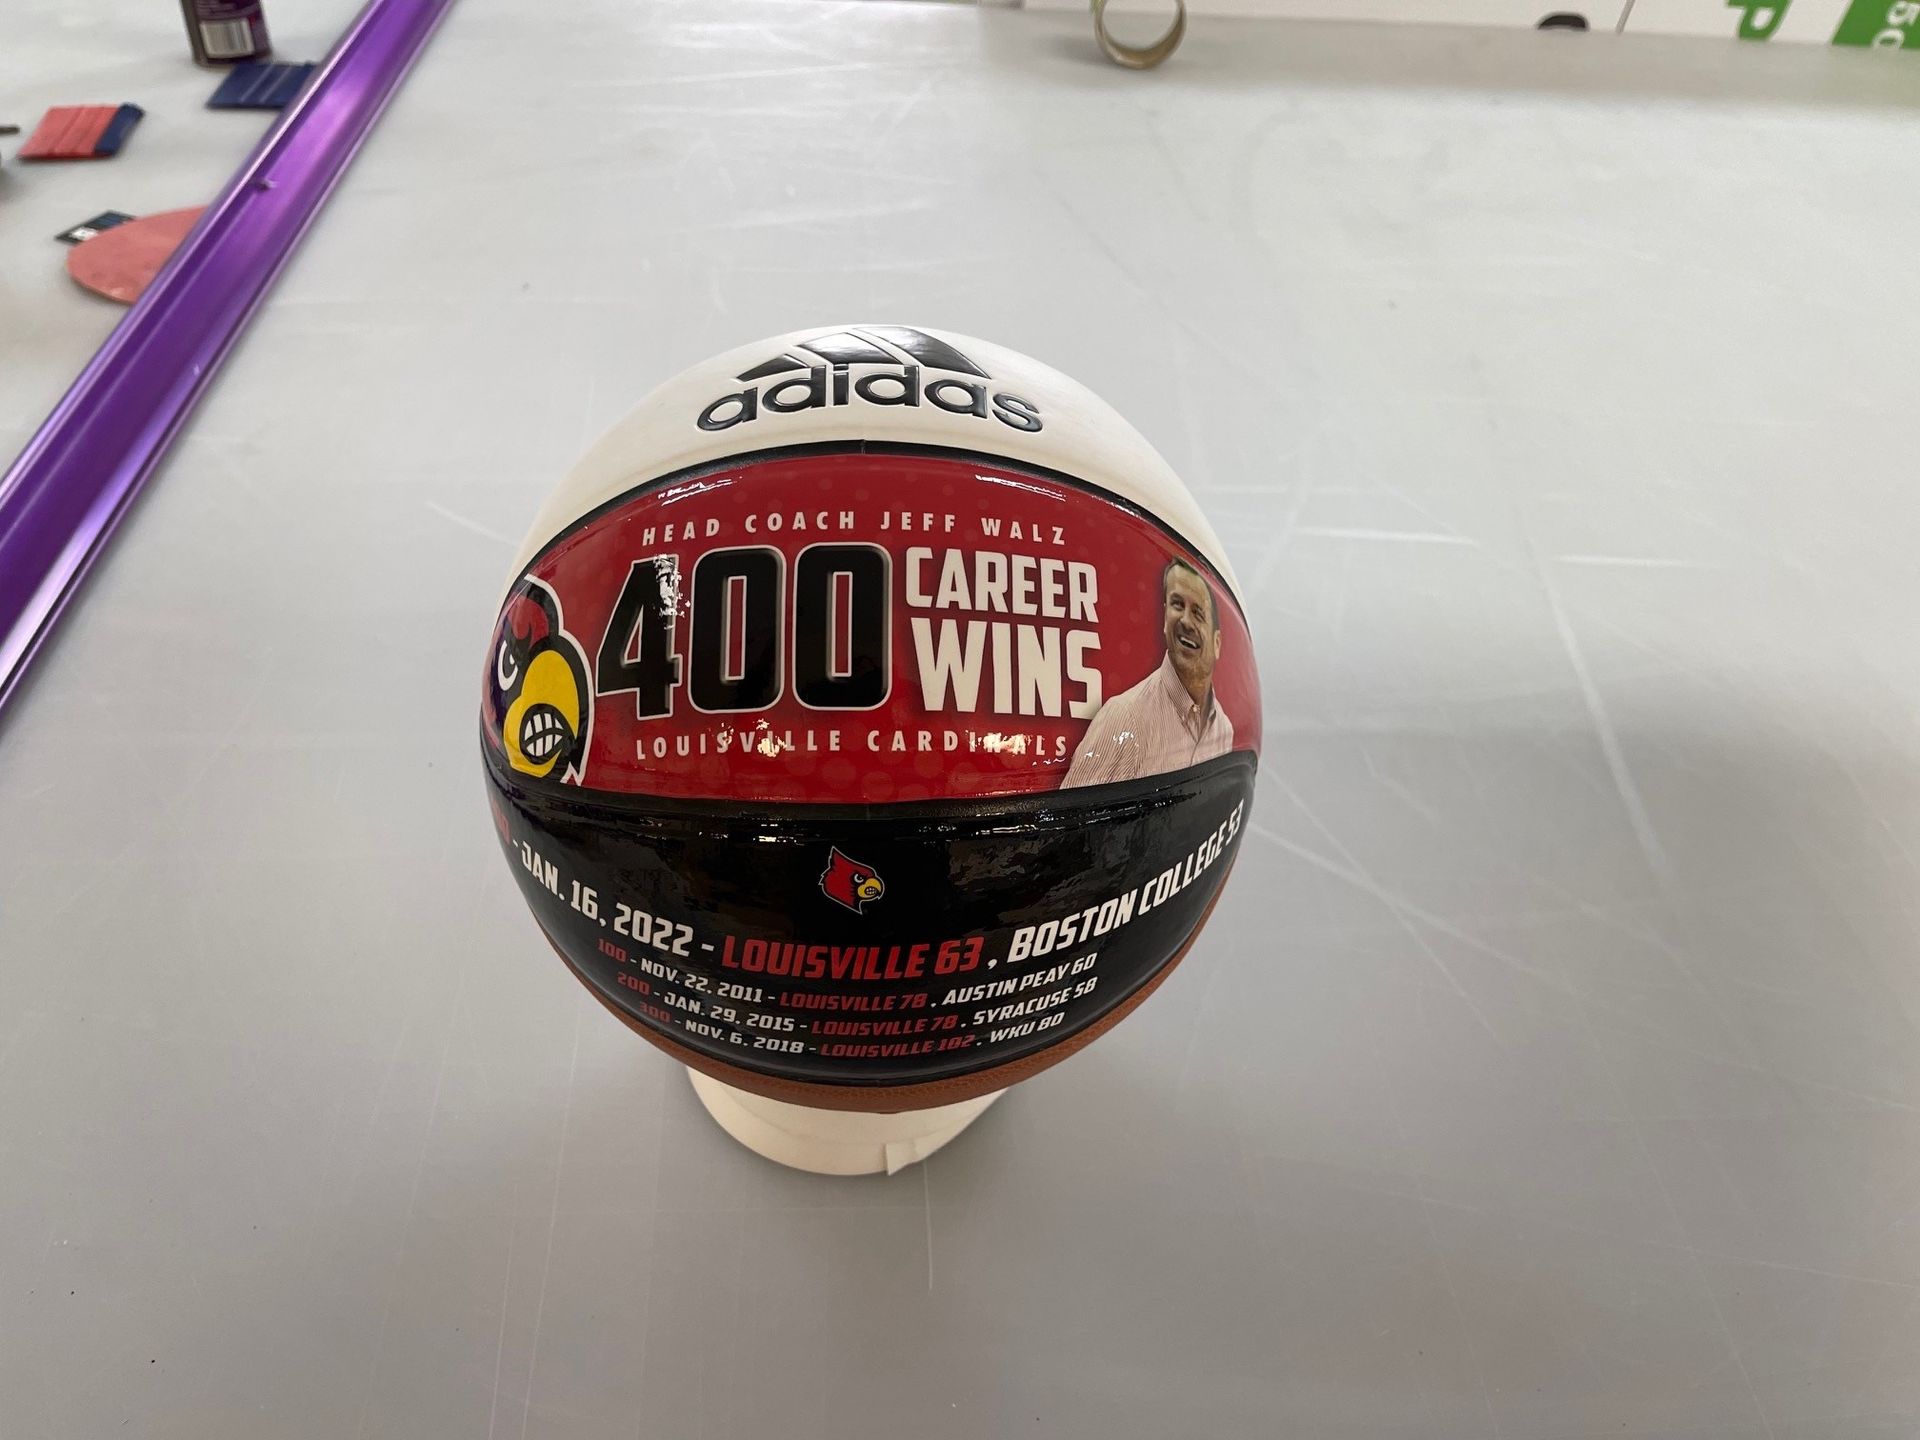 adidas
HEAD COACH JEFF WALZ
400 CAREER WINS
LOUISVILLE CARDINALS
- JAN. 16, 2022 - LOUISVILLE 63, BOSTON COLLEGE 53
100 - NOV. 22, 2011 - LOUISVILLE 78, AUSTIN PEAY 60
200 - JAN. 29, 2015 - LOUISVILLE 78, SYRACUSE 58
300 - NOV. 6, 2018 - LOUISVILLE 102, WKU 80